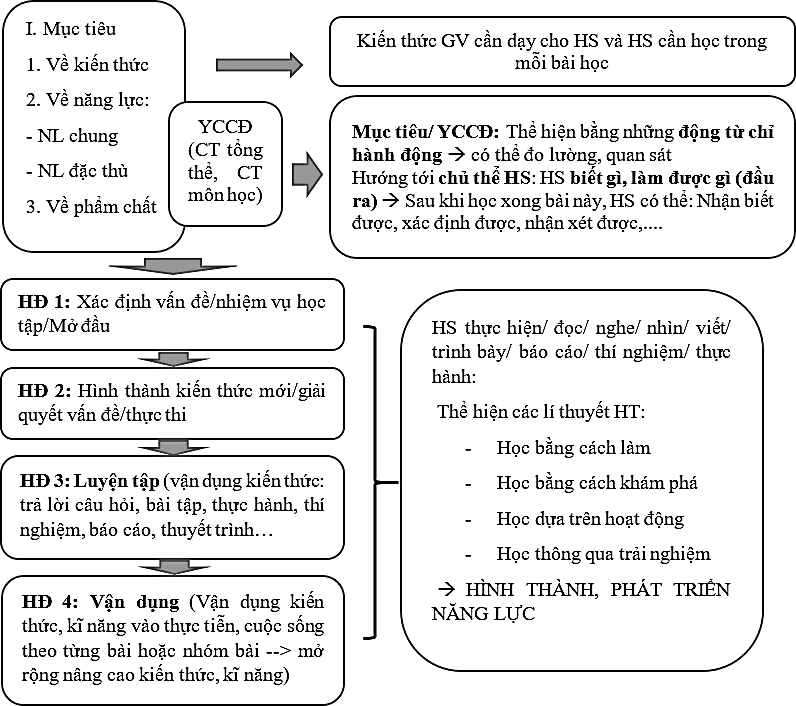 I. Mục tiêu
1. Về kiến thức
2. Về năng lực:
- NL chung
- NL đặc thù
3. Về phẩm chất
YCCĐ
(CT tổng
thể, CT
môn học)
Kiến thức GV cần dạy cho HS và HS cần học trong
mỗi bài học
Mục tiêu/ YCCĐ: Thể hiện bằng những động từ chỉ
hành động → có thể đo lường, quan sát
Hướng tới chủ thể HS: HS biết gì, làm được gì (đầu
ra) → Sau khi học xong bài này, HS có thể: Nhận biết
được, xác định được, nhận xét được,....
HĐ 1: Xác định vấn đề/nhiệm vụ học
tập/Mở đầu
HĐ 2: Hình thành kiến thức mới/giải
quyết vấn đề/thực thi
HĐ 3: Luyện tập (vận dụng kiến thức:
trả lời câu hỏi, bài tập, thực hành, thí
nghiệm, báo cáo, thuyết trình…
HĐ 4: Vận dụng (Vận dụng kiến
thức, kĩ năng vào thực tiễn, cuộc sống
theo từng bài hoặc nhóm bài --> mở
rộng nâng cao kiến thức, kĩ năng)
HS thực hiện/ đọc/ nghe/ nhìn/ viết/
trình bày/ báo cáo/ thí nghiệm/ thực
hành:
Thể hiện các lí thuyết HT:
- Học bằng cách làm
- Học bằng cách khám phá
- Học dựa trên hoạt động
- Học thông qua trải nghiệm
→ HÌNH THÀNH, PHÁT TRIỂN
NĂNG LỰC